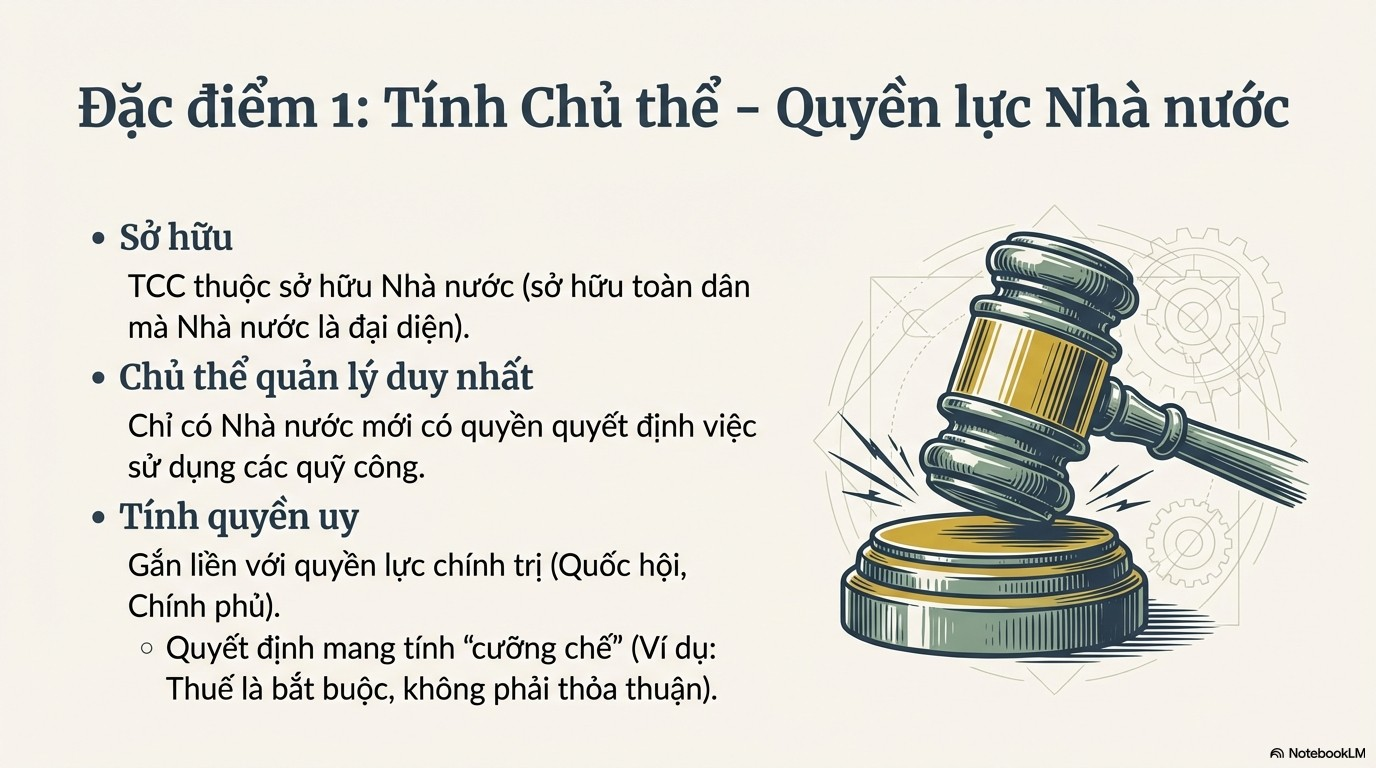 Đặc điểm 1: Tính Chủ thể - Quyền lực Nhà nước
• Sở hữu
TCC thuộc sở hữu Nhà nước (sở hữu toàn dân
mà Nhà nước là đại diện).
• Chủ thể quản lý duy nhất
Chỉ có Nhà nước mới có quyền quyết định việc
sử dụng các quỹ công.
• Tính quyền uy
Gắn liền với quyền lực chính trị (Quốc hội,
Chính phủ).
○ Quyết định mang tính “cưỡng chế” (Ví dụ:
Thuế là bắt buộc, không phải thỏa thuận).
NotebookLM